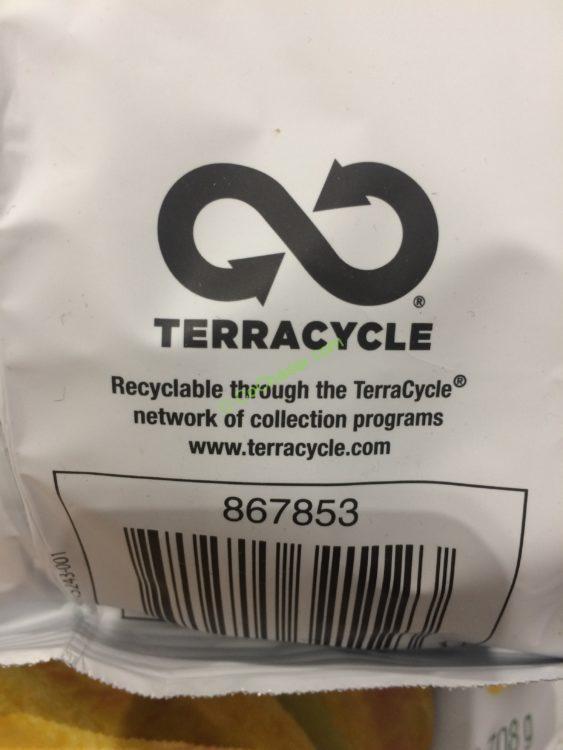 ®
TERRACYCLE
Recyclable through the TerraCycle®
network of collection programs
www.terracycle.com
867853